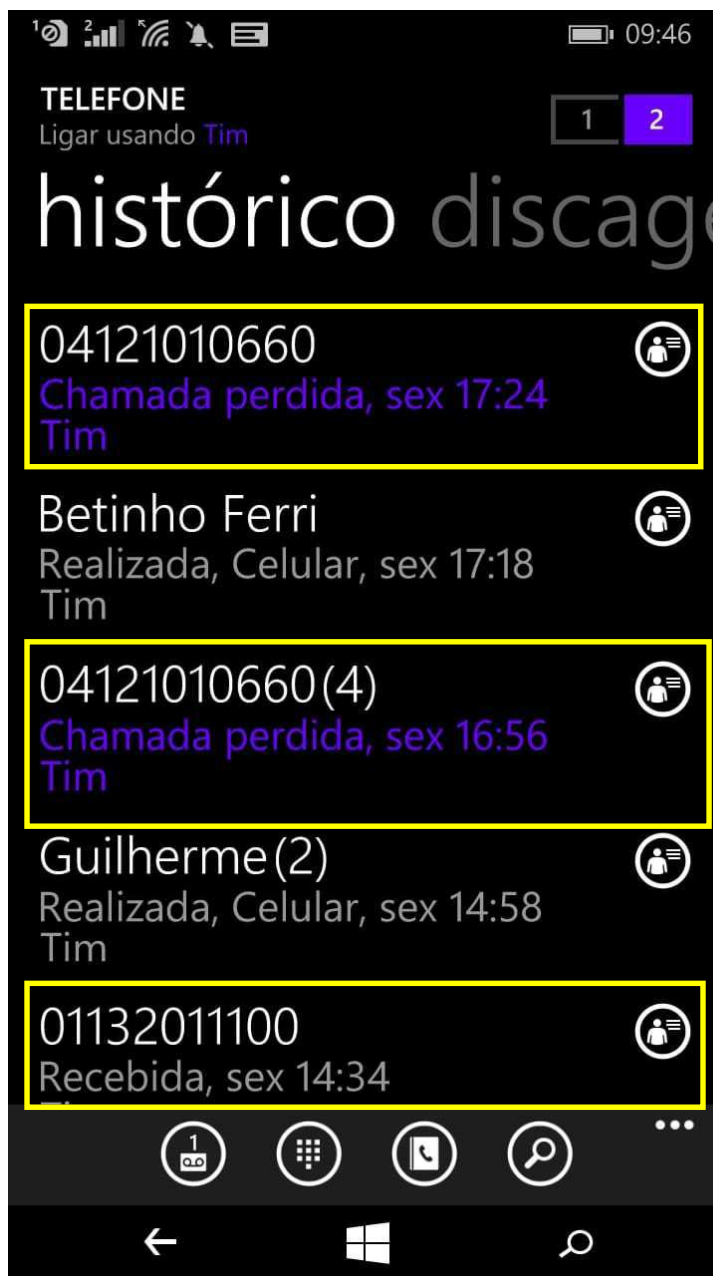 1 2 09:46
TELEFONE
Ligar usando Tim
1 2
histórico discage
04121010660
Chamada perdida, sex 17:24
Tim
Betinho Ferri
Realizada, Celular, sex 17:18
Tim
04121010660 (4)
Chamada perdida, sex 16:56
Tim
Guilherme (2)
Realizada, Celular, sex 14:58
Tim
01132011100
Recebida, sex 14:34
1